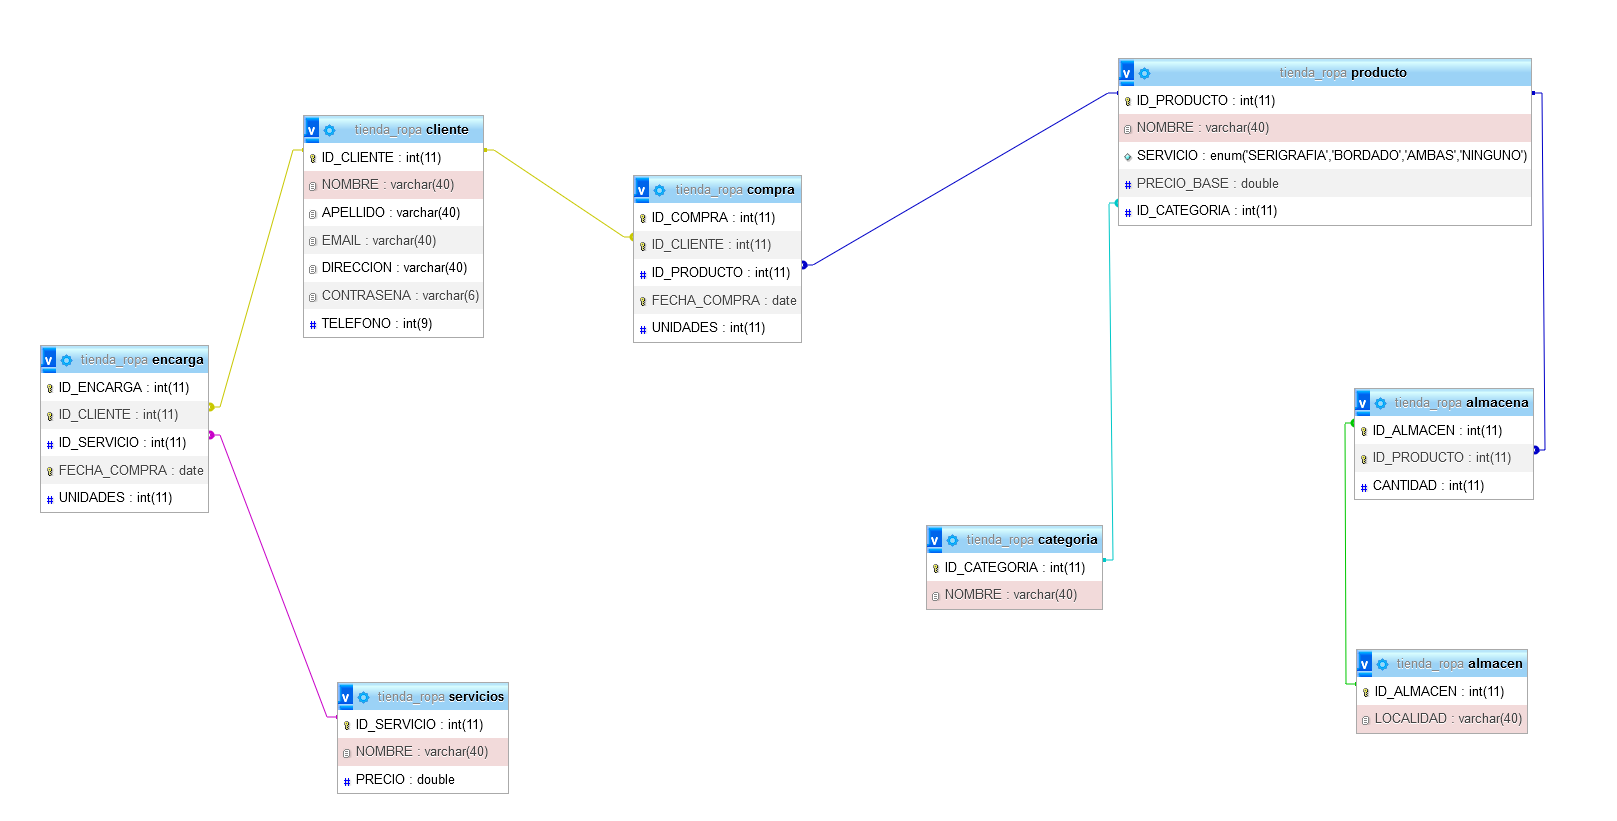 tienda_ropa producto
ID_PRODUCTO : int(11)
NOMBRE : varchar(40)
SERVICIO : enum('SERIGRAFIA','BORDADO','AMBAS','NINGUNO')
PRECIO_BASE : double
ID_CATEGORIA : int(11)
tienda_ropa cliente
ID_CLIENTE : int(11)
NOMBRE : varchar(40)
APELLIDO : varchar(40)
EMAIL : varchar(40)
DIRECCION : varchar(40)
CONTRASENA : varchar(6)
TELEFONO : int(9)
tienda_ropa compra
ID_COMPRA : int(11)
ID_CLIENTE : int(11)
ID_PRODUCTO : int(11)
FECHA_COMPRA : date
UNIDADES : int(11)
tienda_ropa encarga
ID_ENCARGA : int(11)
ID_CLIENTE : int(11)
ID_SERVICIO : int(11)
FECHA_COMPRA : date
UNIDADES : int(11)
tienda_ropa almacena
ID_ALMACEN : int(11)
ID_PRODUCTO : int(11)
CANTIDAD : int(11)
tienda_ropa categoria
ID_CATEGORIA : int(11)
NOMBRE : varchar(40)
tienda_ropa almacen
ID_ALMACEN : int(11)
LOCALIDAD : varchar(40)
tienda_ropa servicios
ID_SERVICIO : int(11)
NOMBRE : varchar(40)
PRECIO : double